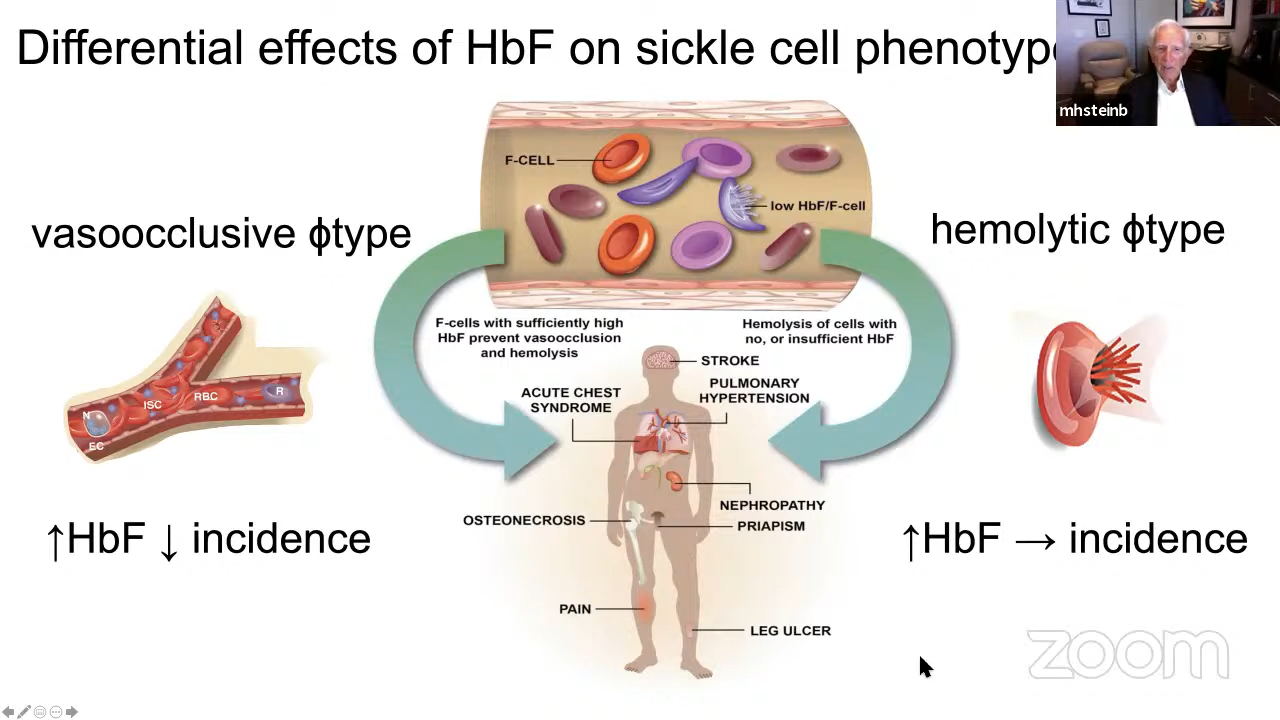 Differential effects of HbF on sickle cell phenotype
mhsteinb
F-CELL
low HbF/F-cell
vasoocclusive ϕtype
hemolytic ϕtype
F-cells with sufficiently high
HbF prevent vasoocclusion
and hemolysis
Hemolysis of cells with
no, or insufficient HbF
STROKE
PULMONARY
HYPERTENSION
ACUTE CHEST
SYNDROME
N
ISC
RBC
R
EC
NEPHROPATHY
OSTEONECROSIS
PRIAPISM
↑HbF ↓ incidence
↑HbF → incidence
PAIN
LEG ULCER
zoom